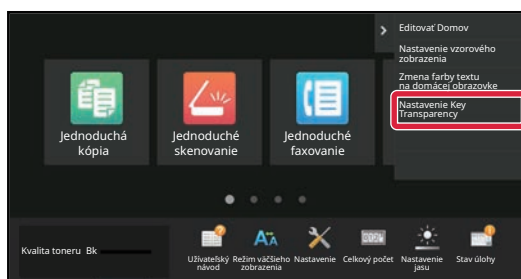 Editovať Domov
Nastavenie vzorového
zobrazenia
Zmena farby textu
na domácej obrazovke
Nastavenie Key
Transparency
Jednoduchá
kópia
Jednoduché
skenovanie
Jednoduché
faxovanie
Kvalita toneru Bk
Užívateľský
návod
Režim väčšieho
zobrazenia
Nastavenie
Celkový počet
Nastavenie
jasu
Stav úlohy